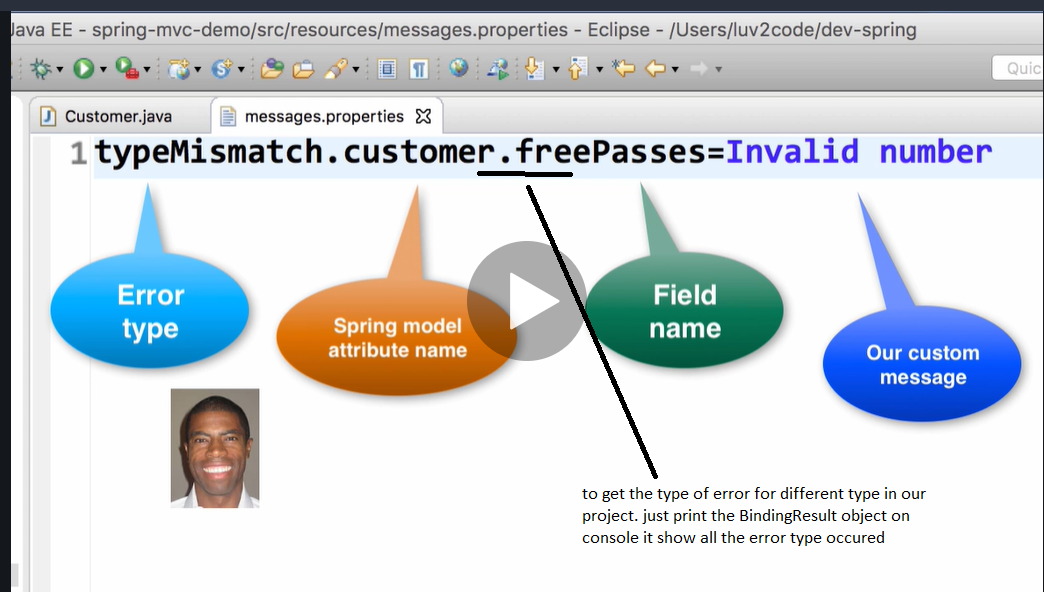 Java EE - spring-mvc-demo/src/resources/messages.properties - Eclipse - /Users/luv2code/dev-spring
Quic
Customer.java
messages.properties
1 typeMismatch.customer.freePasses=Invalid number
Error
type
Spring model
attribute name
Field
name
Our custom
message
to get the type of error for different type in our
project. just print the BindingResult object on
console it show all the error type occured